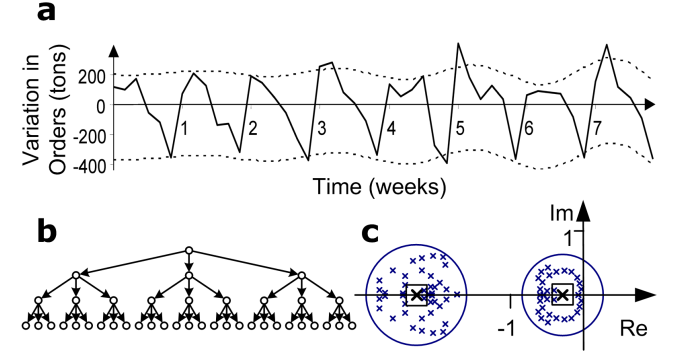 a
Variation in
Orders (tons)
200
0
-200
-400
1 2 3 4 5 6 7
Time (weeks)
b
c
Im
1
-1
Re